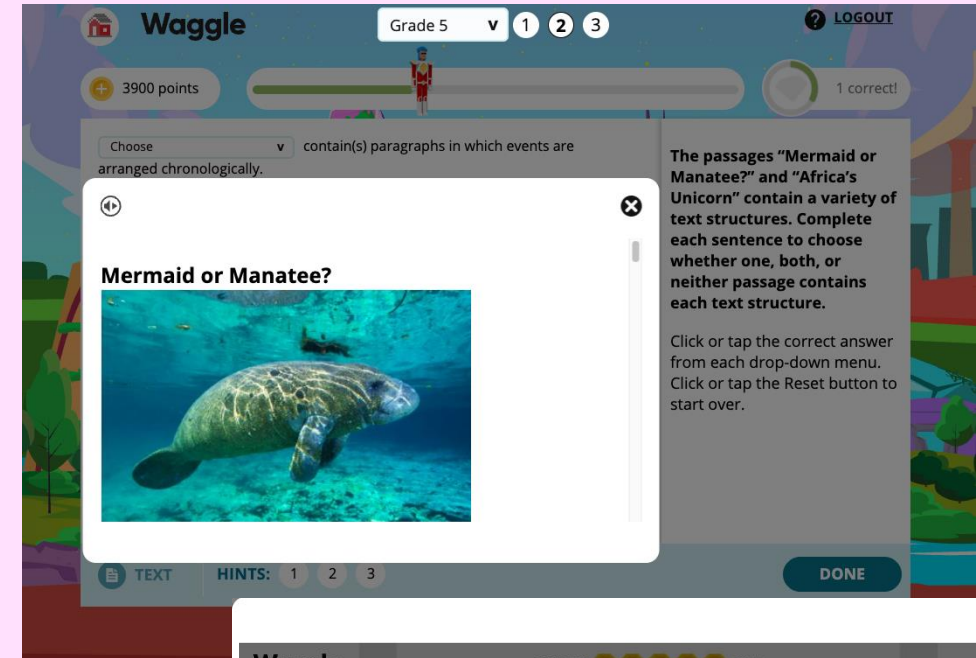 Waggle
Grade 5 v 1 2 3
? LOGOUT
3900 points
1 correct!
Choose v contain(s) paragraphs in which events are
arranged chronologically.
Mermaid or Manatee?
The passages “Mermaid or
Manatee?” and “Africa’s
Unicorn” contain a variety of
text structures. Complete
each sentence to choose
whether one, both, or
neither passage contains
each text structure.
Click or tap the correct answer
from each drop-down menu.
Click or tap the Reset button to
start over.
TEXT
HINTS: 1 2 3
DONE